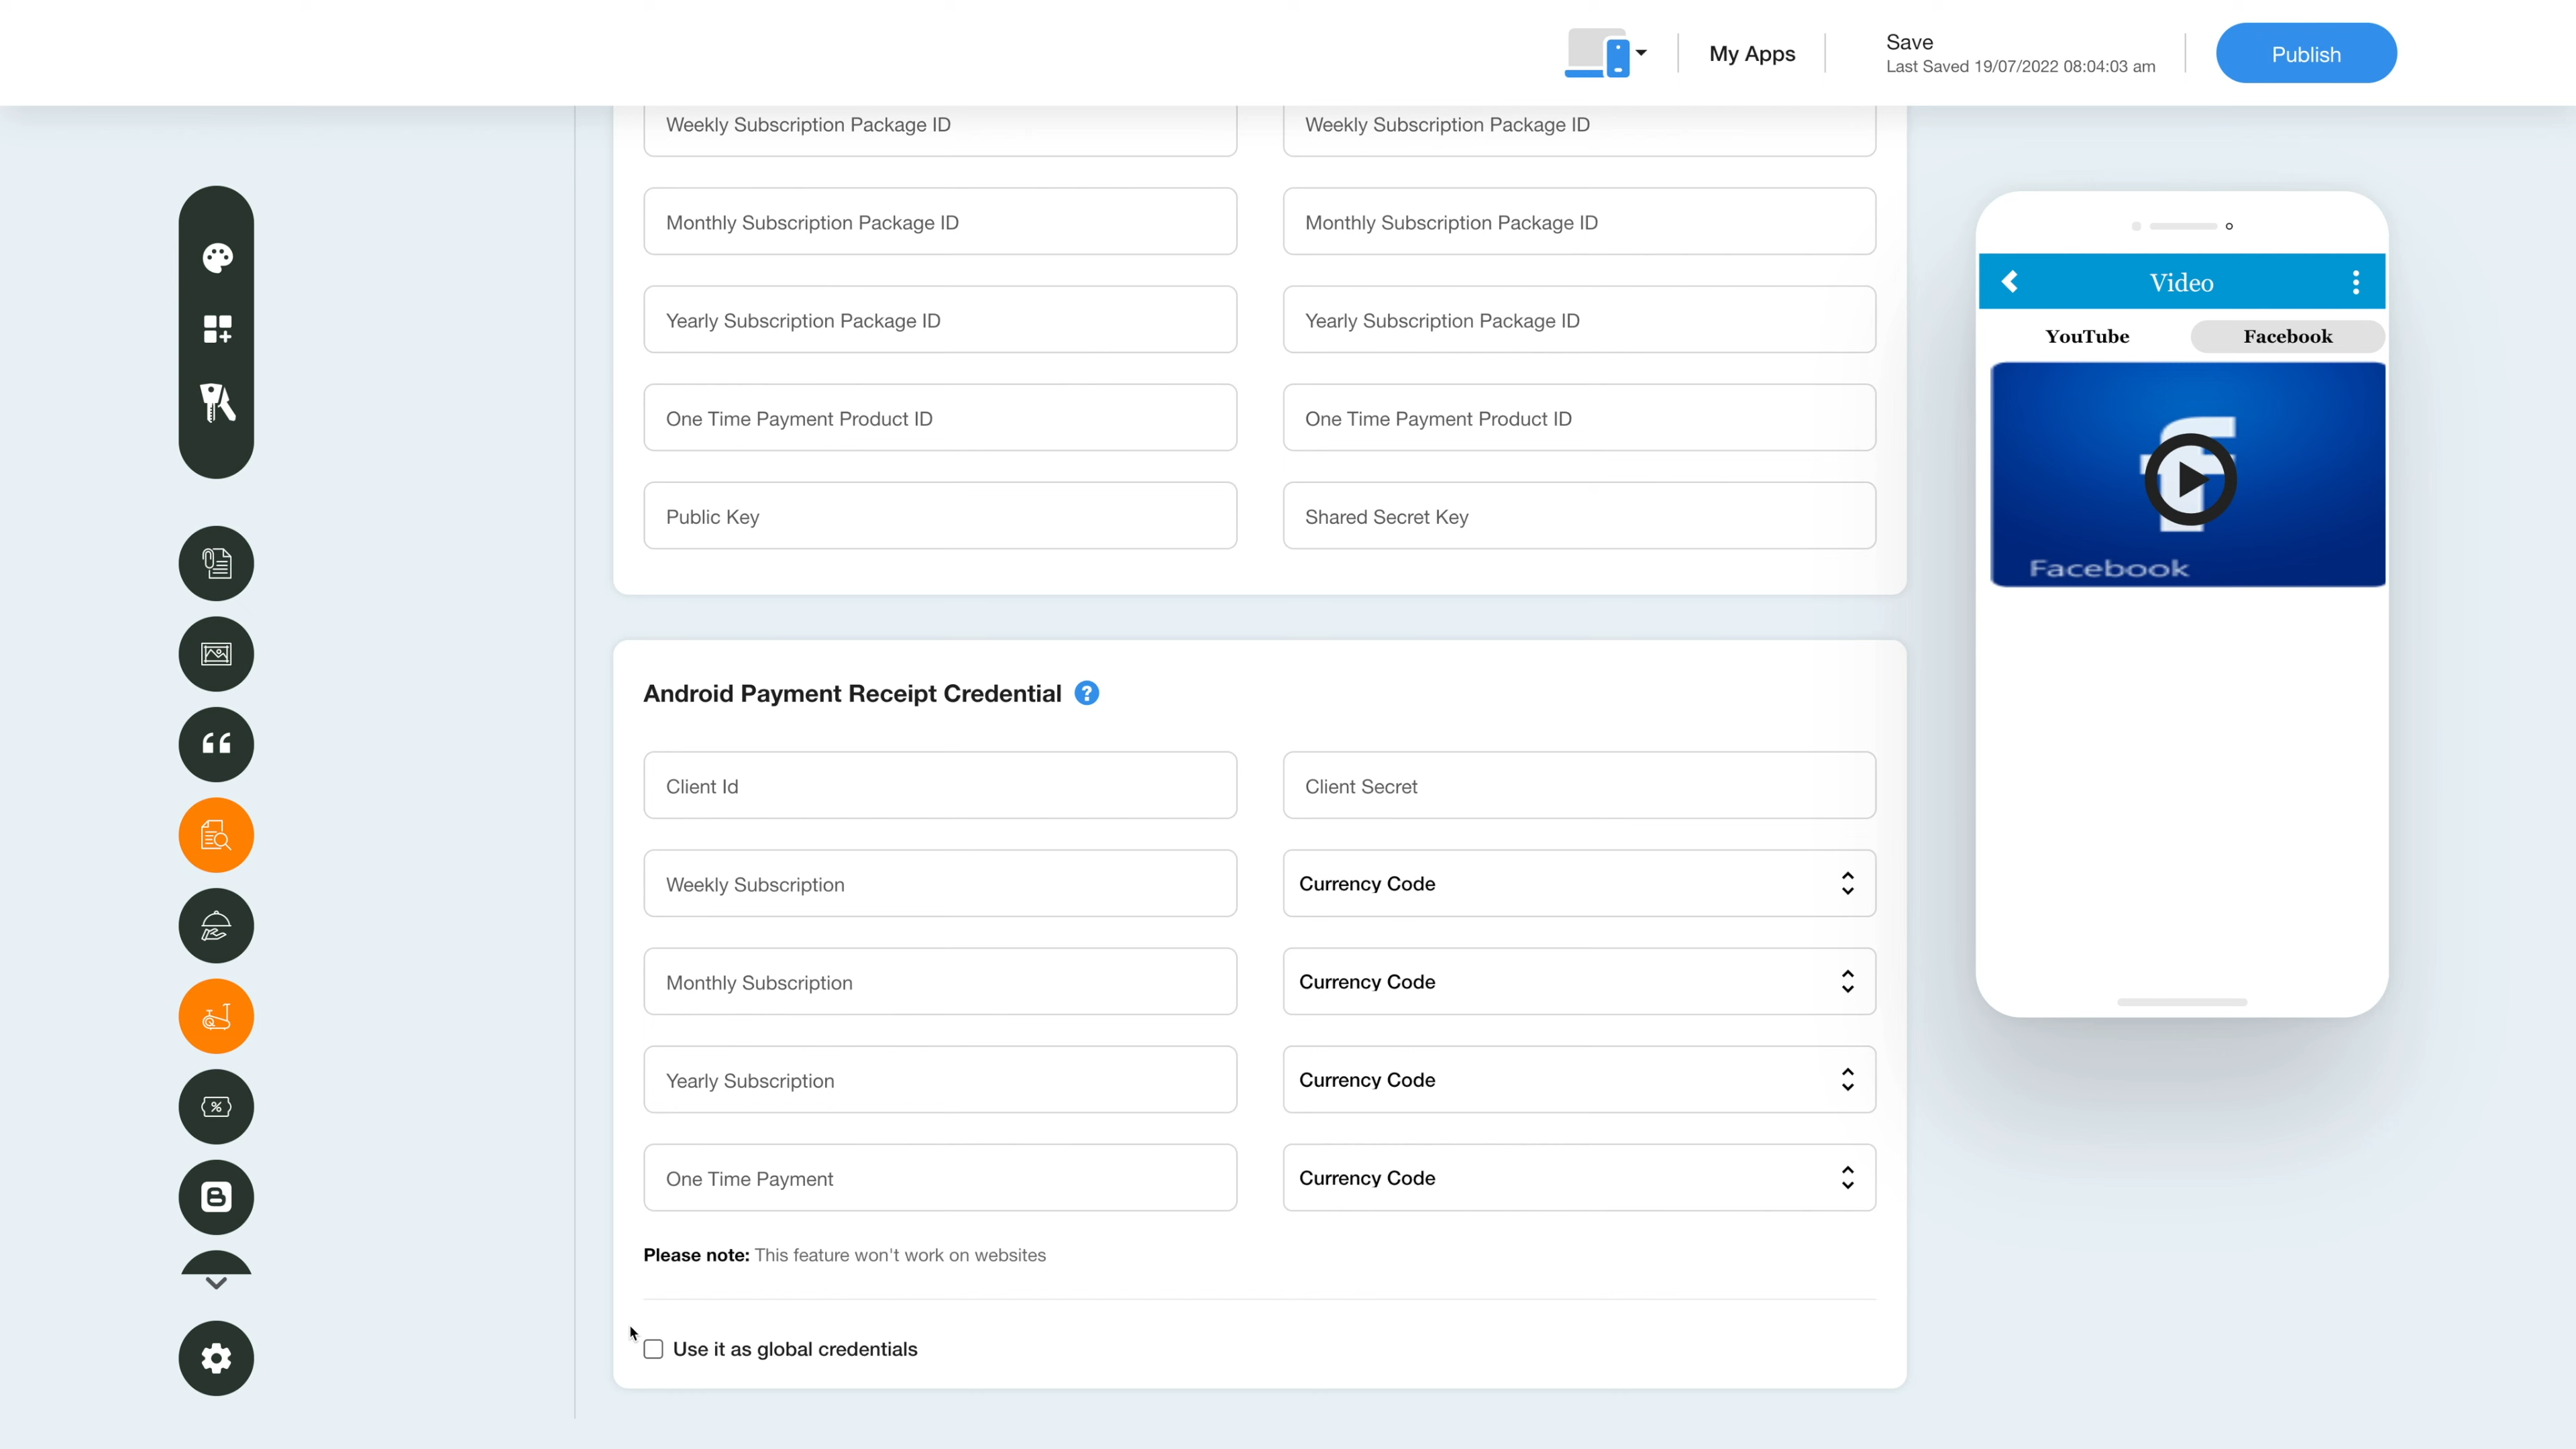 My Apps
Save
Last Saved 19/07/2022 08:04:03 am
Publish
Weekly Subscription Package ID
Weekly Subscription Package ID
Monthly Subscription Package ID
Monthly Subscription Package ID
Yearly Subscription Package ID
Yearly Subscription Package ID
One Time Payment Product ID
One Time Payment Product ID
Public Key
Shared Secret Key
Android Payment Receipt Credential ?
Client Id
Client Secret
Weekly Subscription
Currency Code
Monthly Subscription
Currency Code
Yearly Subscription
Currency Code
One Time Payment
Currency Code
Please note: This feature won't work on websites
Use it as global credentials
Video
YouTube
Facebook
f
Facebook